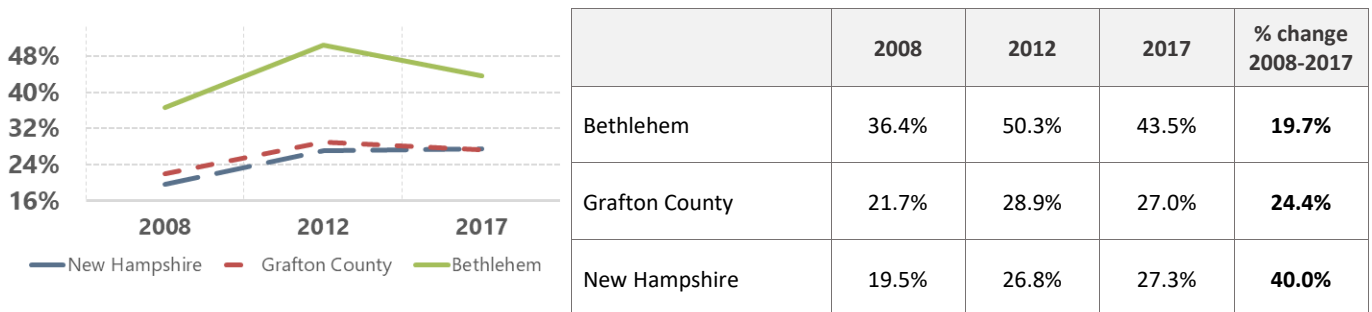 48%
40%
32%
24%
16%
2008 2012 2017
New Hampshire Grafton County Bethlehem
2008 2012 2017 % change
2008-2017
Bethlehem 36.4% 50.3% 43.5% 19.7%
Grafton County 21.7% 28.9% 27.0% 24.4%
New Hampshire 19.5% 26.8% 27.3% 40.0%